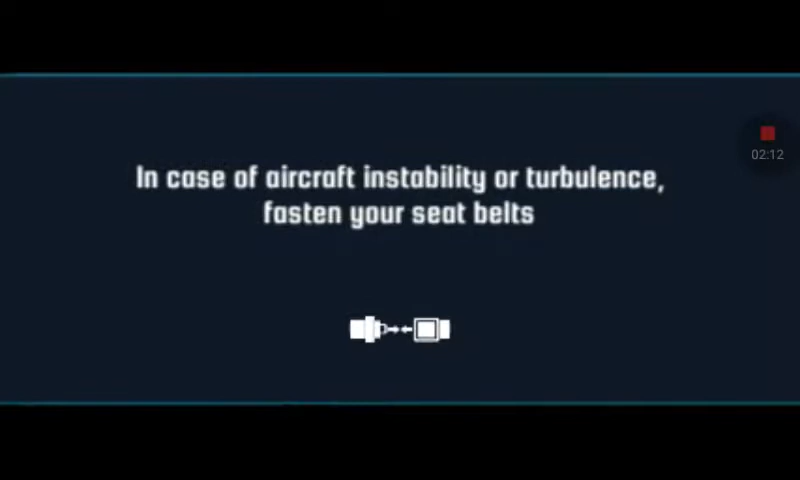 In case of aircraft instability or turbulence,
fasten your seat belts
02:12